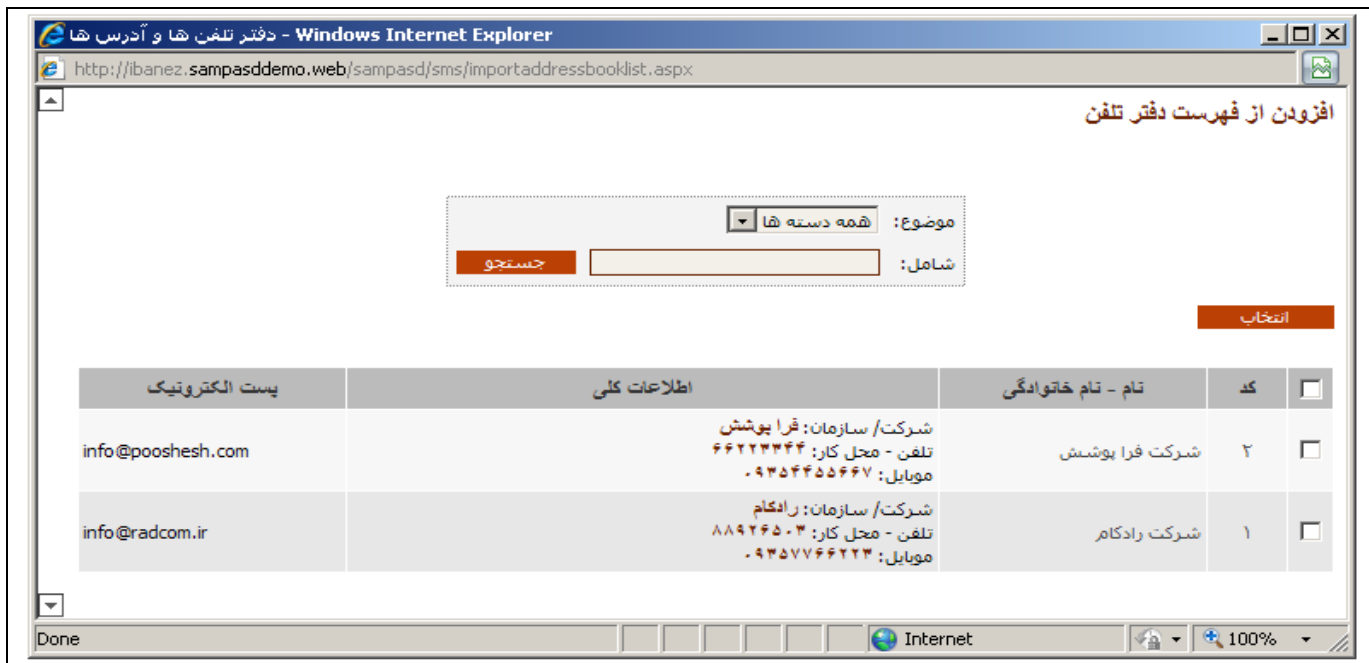 دفتر تلفن ها و آدرس ها - Windows Internet Explorer
http://ibanez.sampasddemo.web/sampasd/sms/importaddressbooklist.aspx
افزودن از فهرست دفتر تلفن
موضوع: همه دسته ها
شامل: جستجو
انتخاب
کد نام - نام خانوادگی اطلاعات کلی پست الکترونیک
شرکت/ سازمان: فرا پوشش
۲ شرکت فرا پوشش تلفن - محل کار: ۶۶۲۲۳۳۴۴ info@pooshesh.com
موبایل: ۰۹۳۵۴۴۵۵۶۶۷
شرکت/ سازمان: رادکام
۱ شرکت رادکام تلفن - محل کار: ۸۸۹۲۶۵۰۳ info@radcom.ir
موبایل: ۰۹۳۵۷۷۶۶۲۲۳
Done Internet 100%